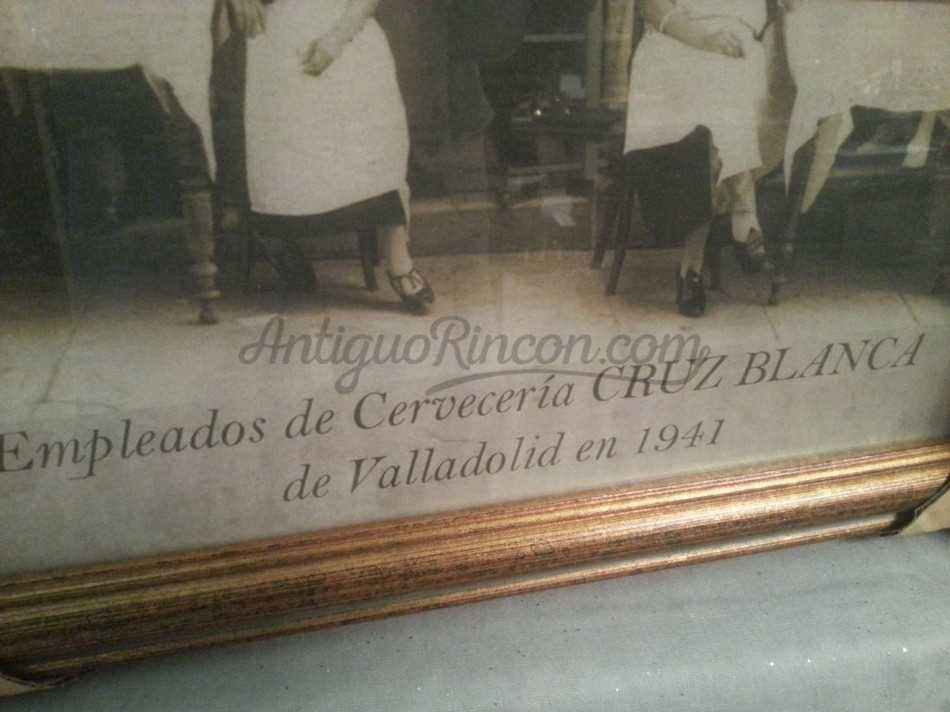 AntiguoRincon.com
Empleados de Cervecería CRUZ BLANCA
de Valladolid en 1941